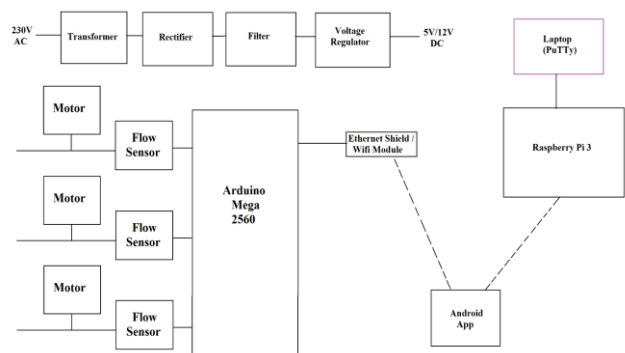 230V
AC
Transformer
Rectifier
Filter
Voltage
Regulator
5V/12V
DC
Laptop
(PuTTy)
Motor
Flow
Sensor
Ethernet Shield /
Wifi Module
Raspberry Pi 3
Arduino
Mega
2560
Motor
Flow
Sensor
Motor
Flow
Sensor
Android
App